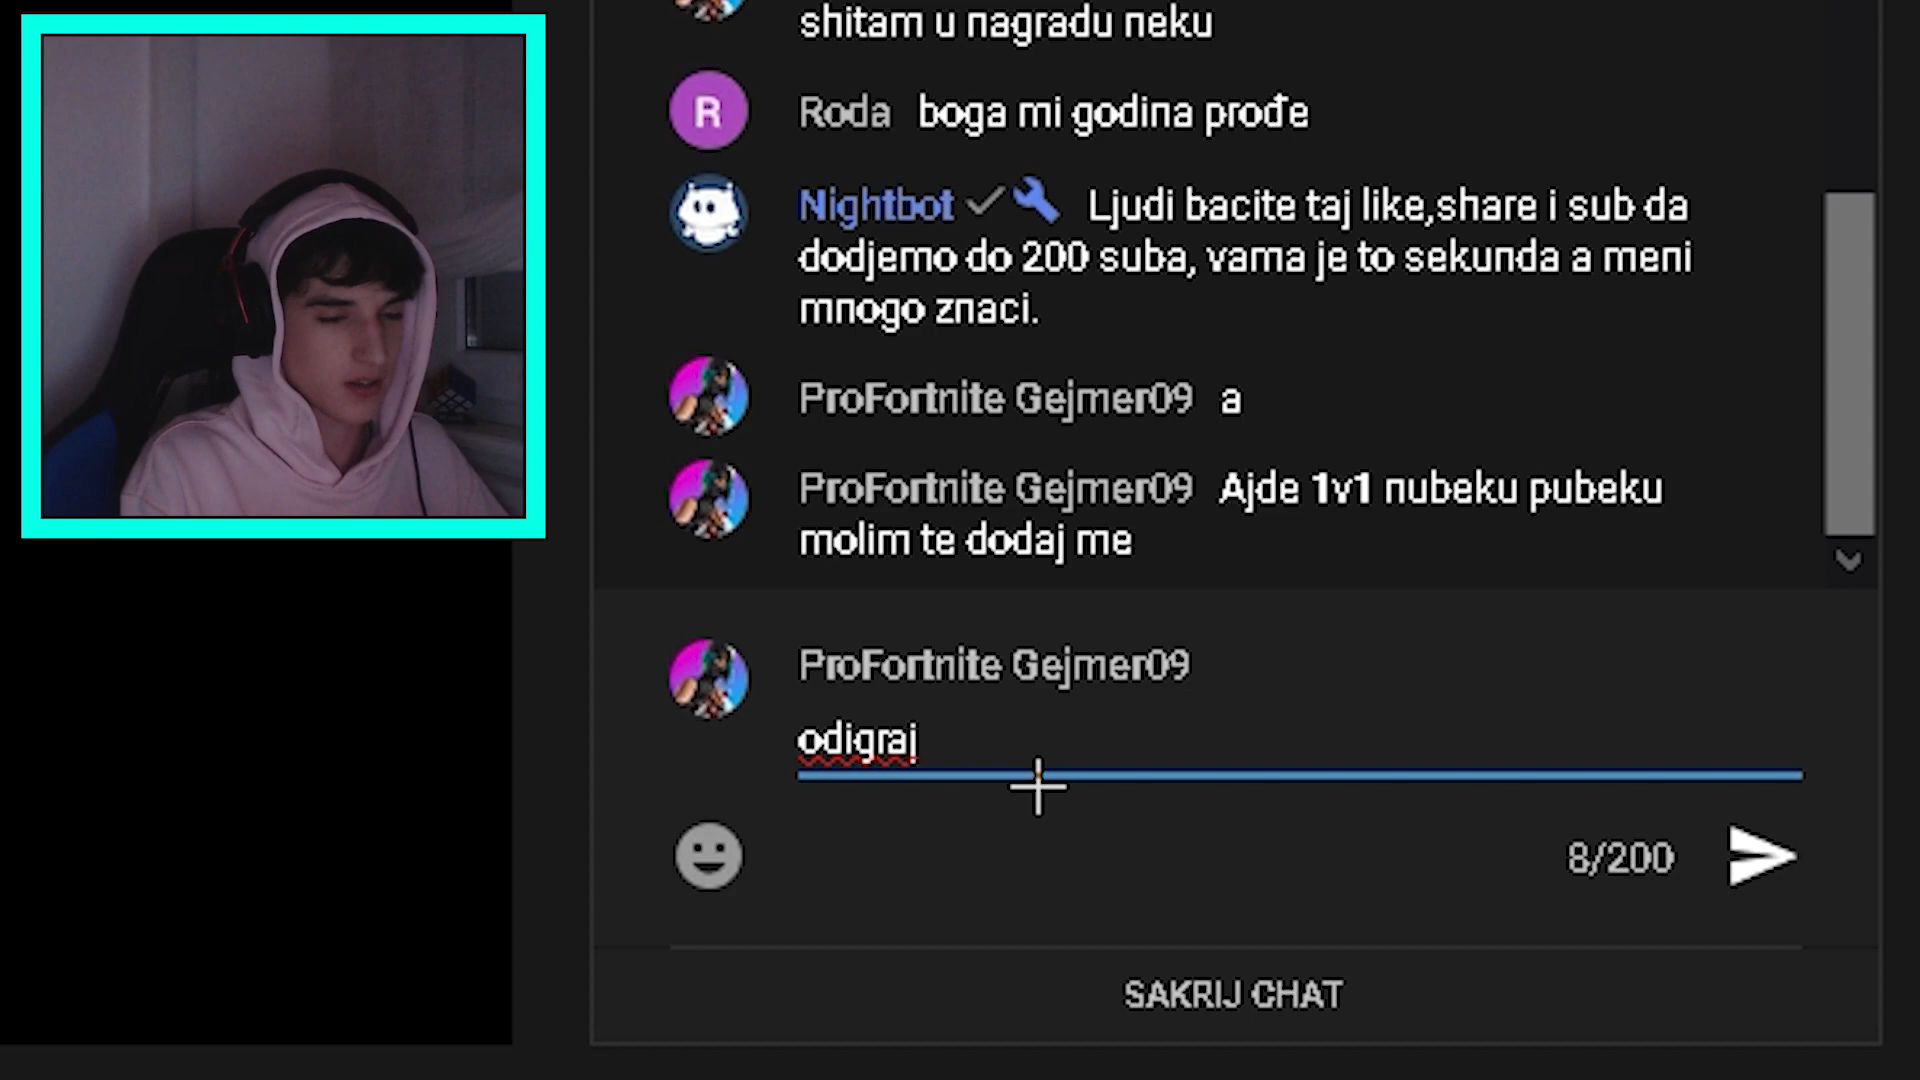 shitam u nagradu neku
R
Roda boga mi godina prođe
Nightbot Ljudi bacite taj like,share i sub da
dodjemo do 200 suba, vama je to sekunda a meni
mnogo znaci.
ProFortnite Gejmer09 a
ProFortnite Gejmer09 Ajde 1v1 nubeku pubeku
molim te dodaj me
ProFortnite Gejmer09
odigraj
8/200
SAKRIJ CHAT